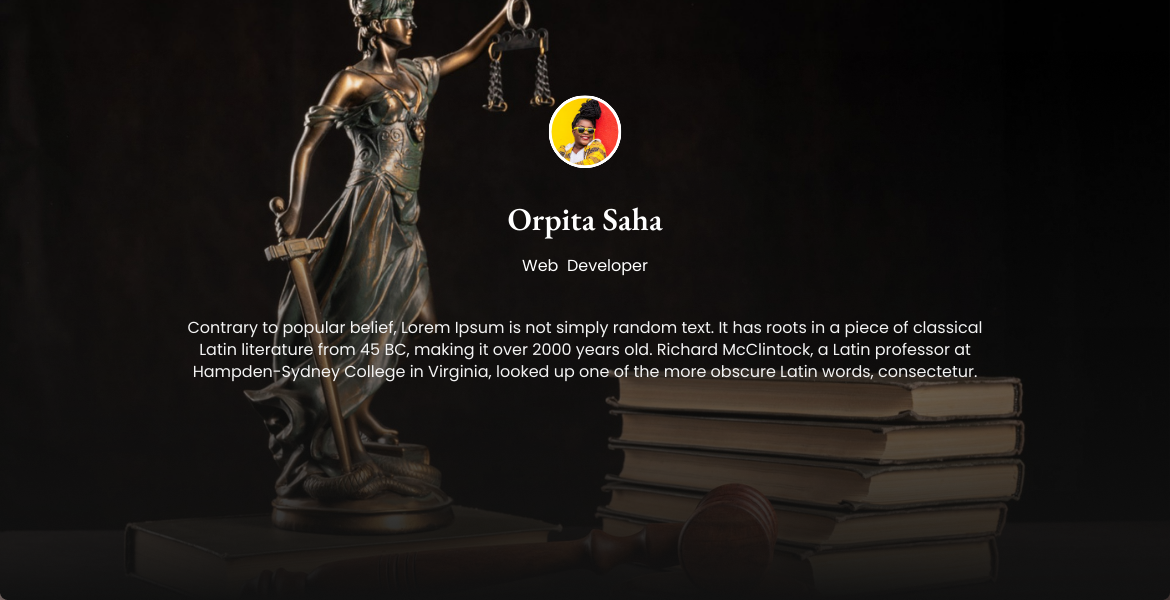 Orpita Saha
Web Developer
Contrary to popular belief, Lorem Ipsum is not simply random text. It has roots in a piece of classical
Latin literature from 45 BC, making it over 2000 years old. Richard McClintock, a Latin professor at
Hampden-Sydney College in Virginia, looked up one of the more obscure Latin words, consectetur.